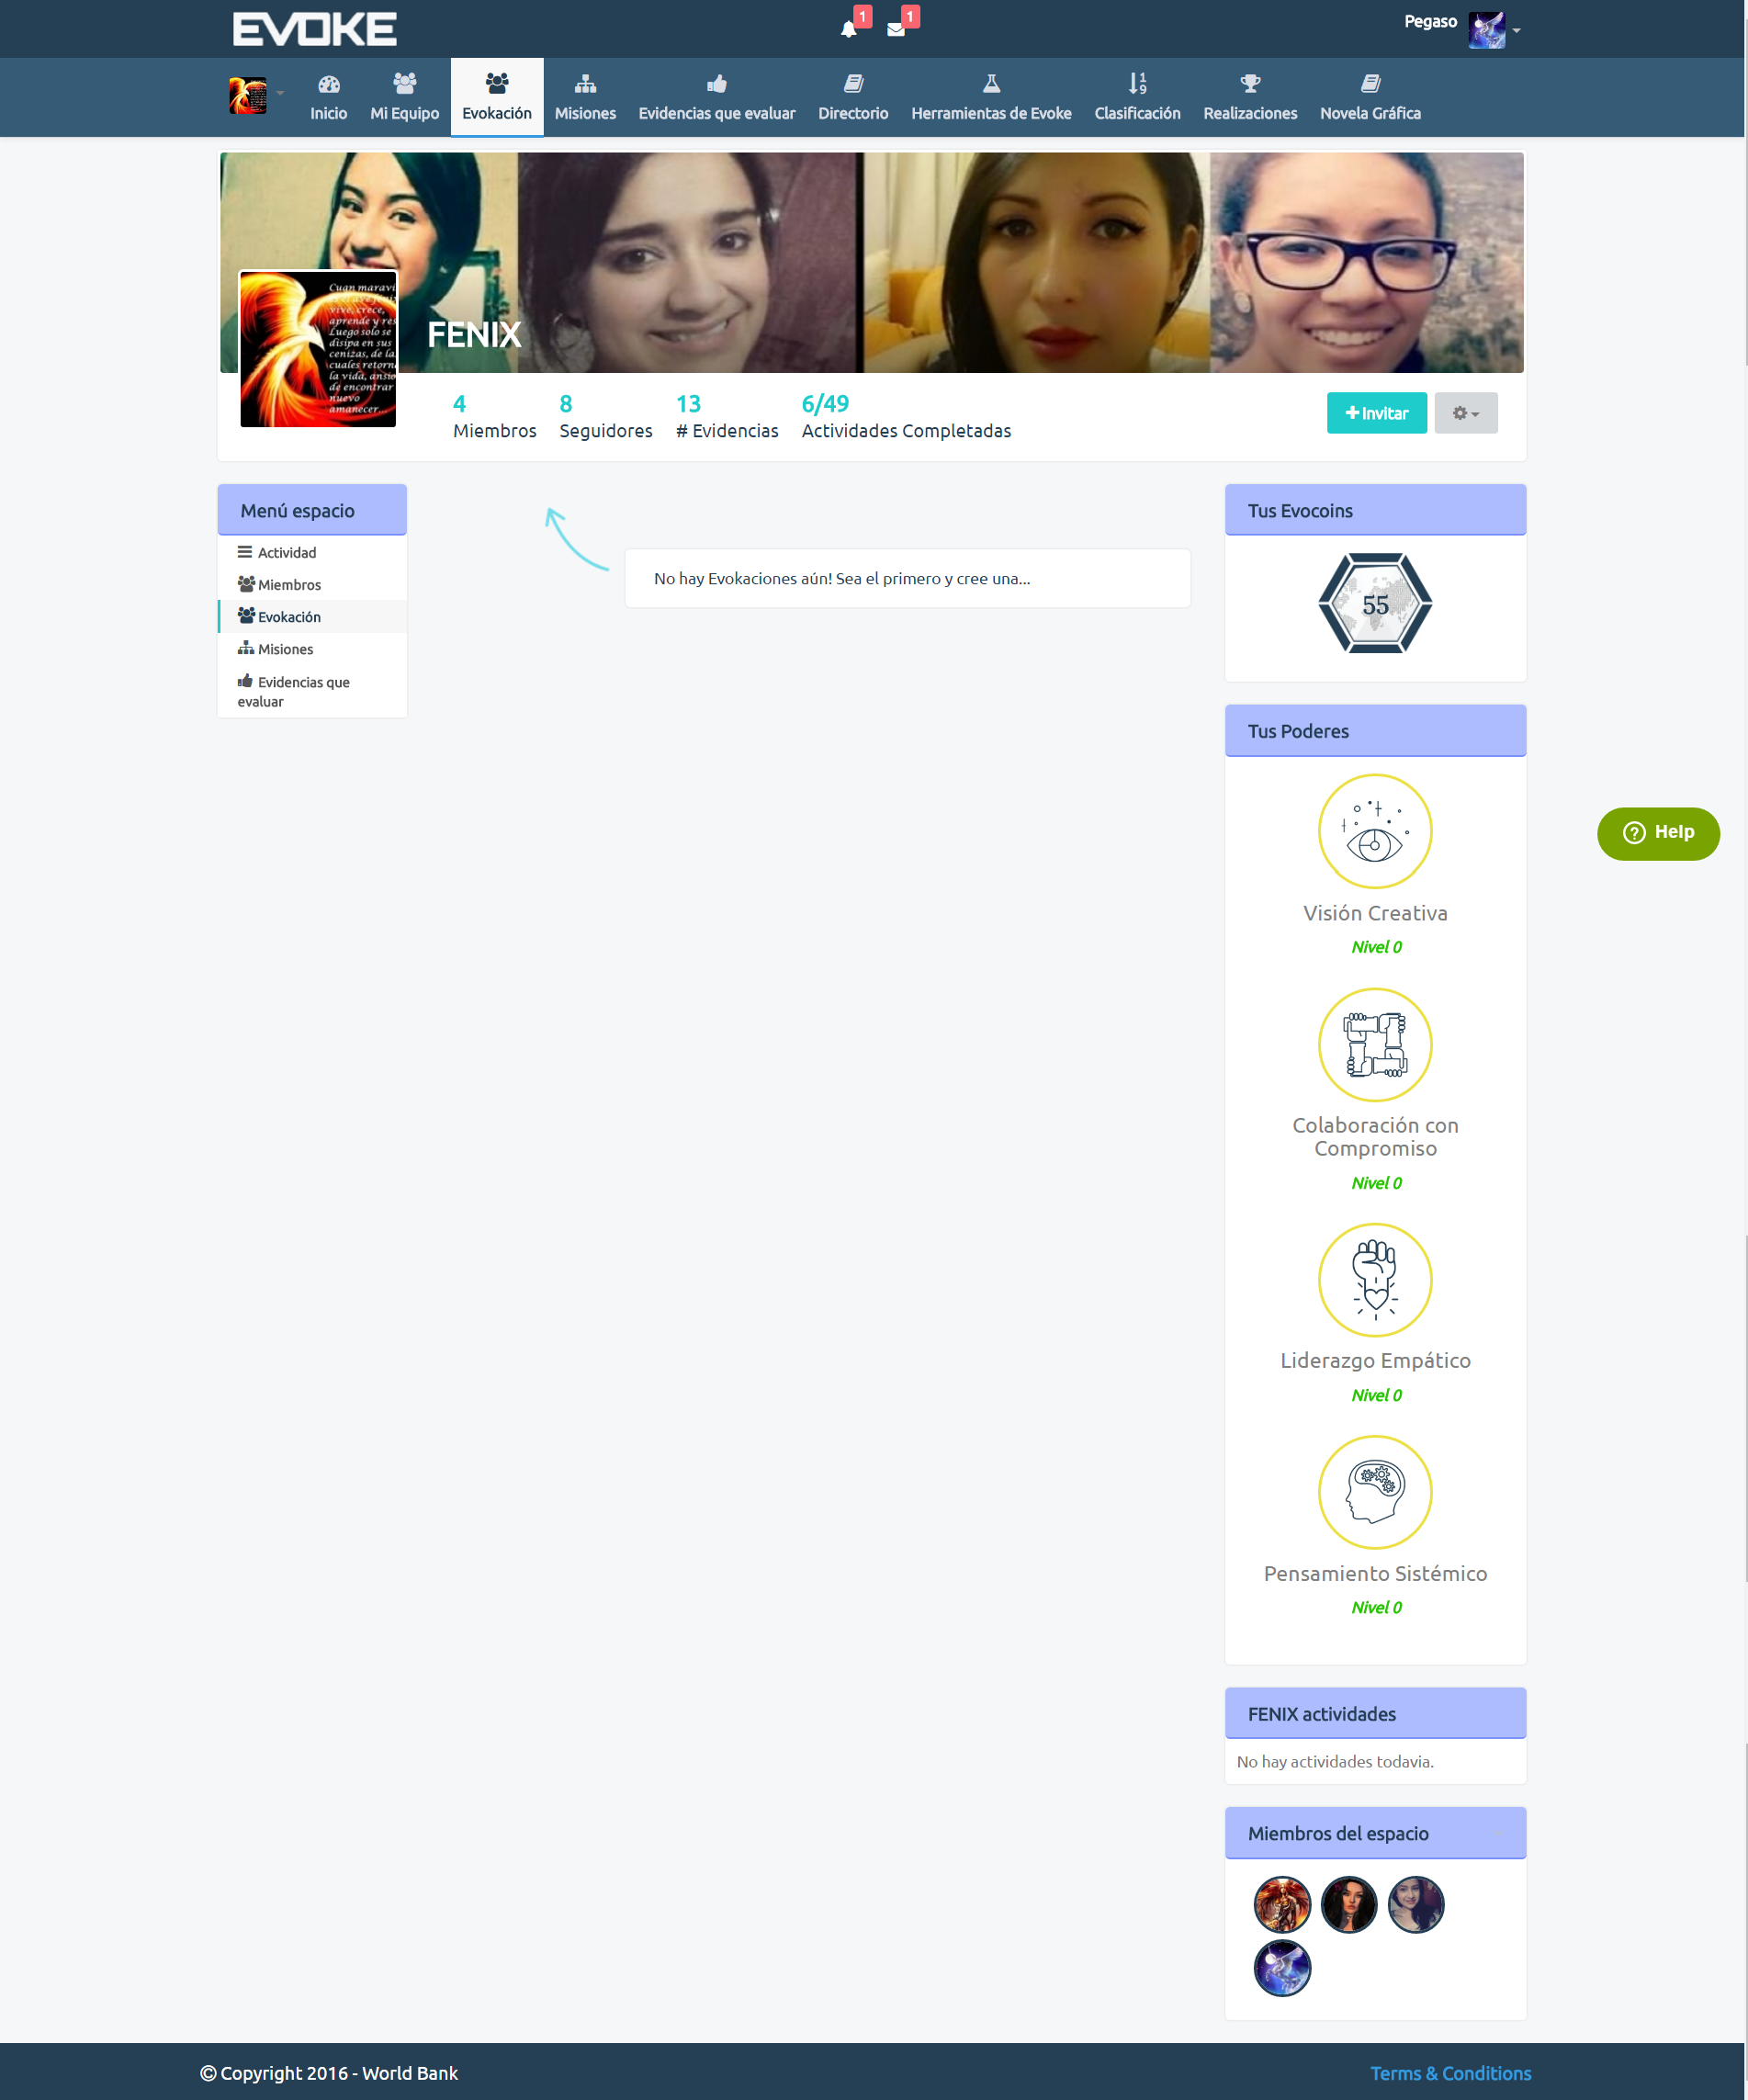 EVOKE
1
1
Pegaso
Inicio
Mi Equipo
Evokación
Misiones
Evidencias que evaluar
Directorio
Herramientas de Evoke
Clasificación
Realizaciones
Novela Gráfica
Cuan maravi
vive, crece,
aprende y res
Luego solo se
disipa en sus
cenizas, de la
cuales retorn
la vida, ansio
de encontrar
nuevo
amanecer...
FENIX
4
Miembros
8
Seguidores
13
# Evidencias
6/49
Actividades Completadas
Invitar
Menú espacio
Actividad
Miembros
Evokación
Misiones
Evidencias que
evaluar
No hay Evokaciones aún! Sea el primero y cree una...
Tus Evocoins
55
Tus Poderes
Visión Creativa
Nivel 0
Colaboración con
Compromiso
Nivel 0
Liderazgo Empático
Nivel 0
Pensamiento Sistémico
Nivel 0
Help
FENIX actividades
No hay actividades todavia.
Miembros del espacio
© Copyright 2016 - World Bank
Terms & Conditions